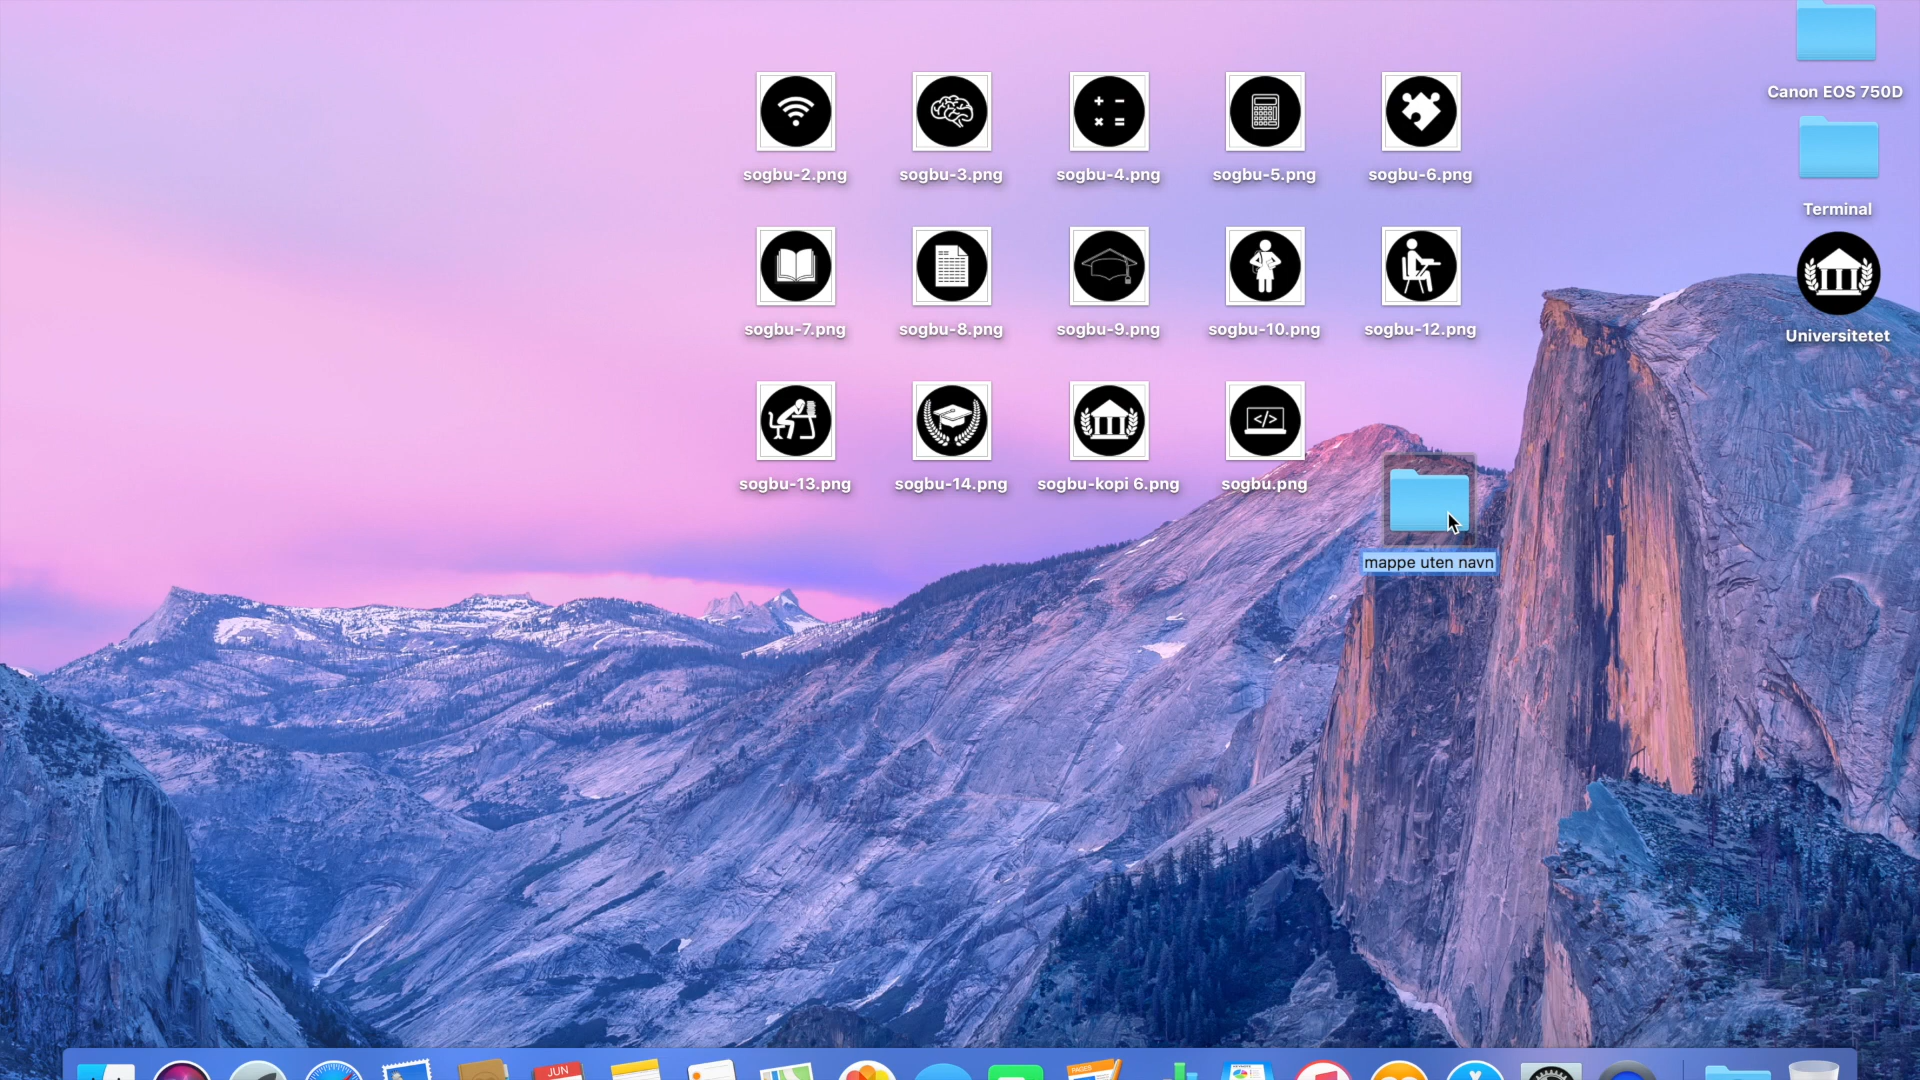 Canon EOS 750D
sogbu-2.png sogbu-3.png sogbu-4.png sogbu-5.png sogbu-6.png
Terminal
sogbu-7.png sogbu-8.png sogbu-9.png sogbu-10.png sogbu-12.png
Universitetet
sogbu-13.png sogbu-14.png sogbu-kopi 6.png sogbu.png
mappe uten navn
JUN
PAGES